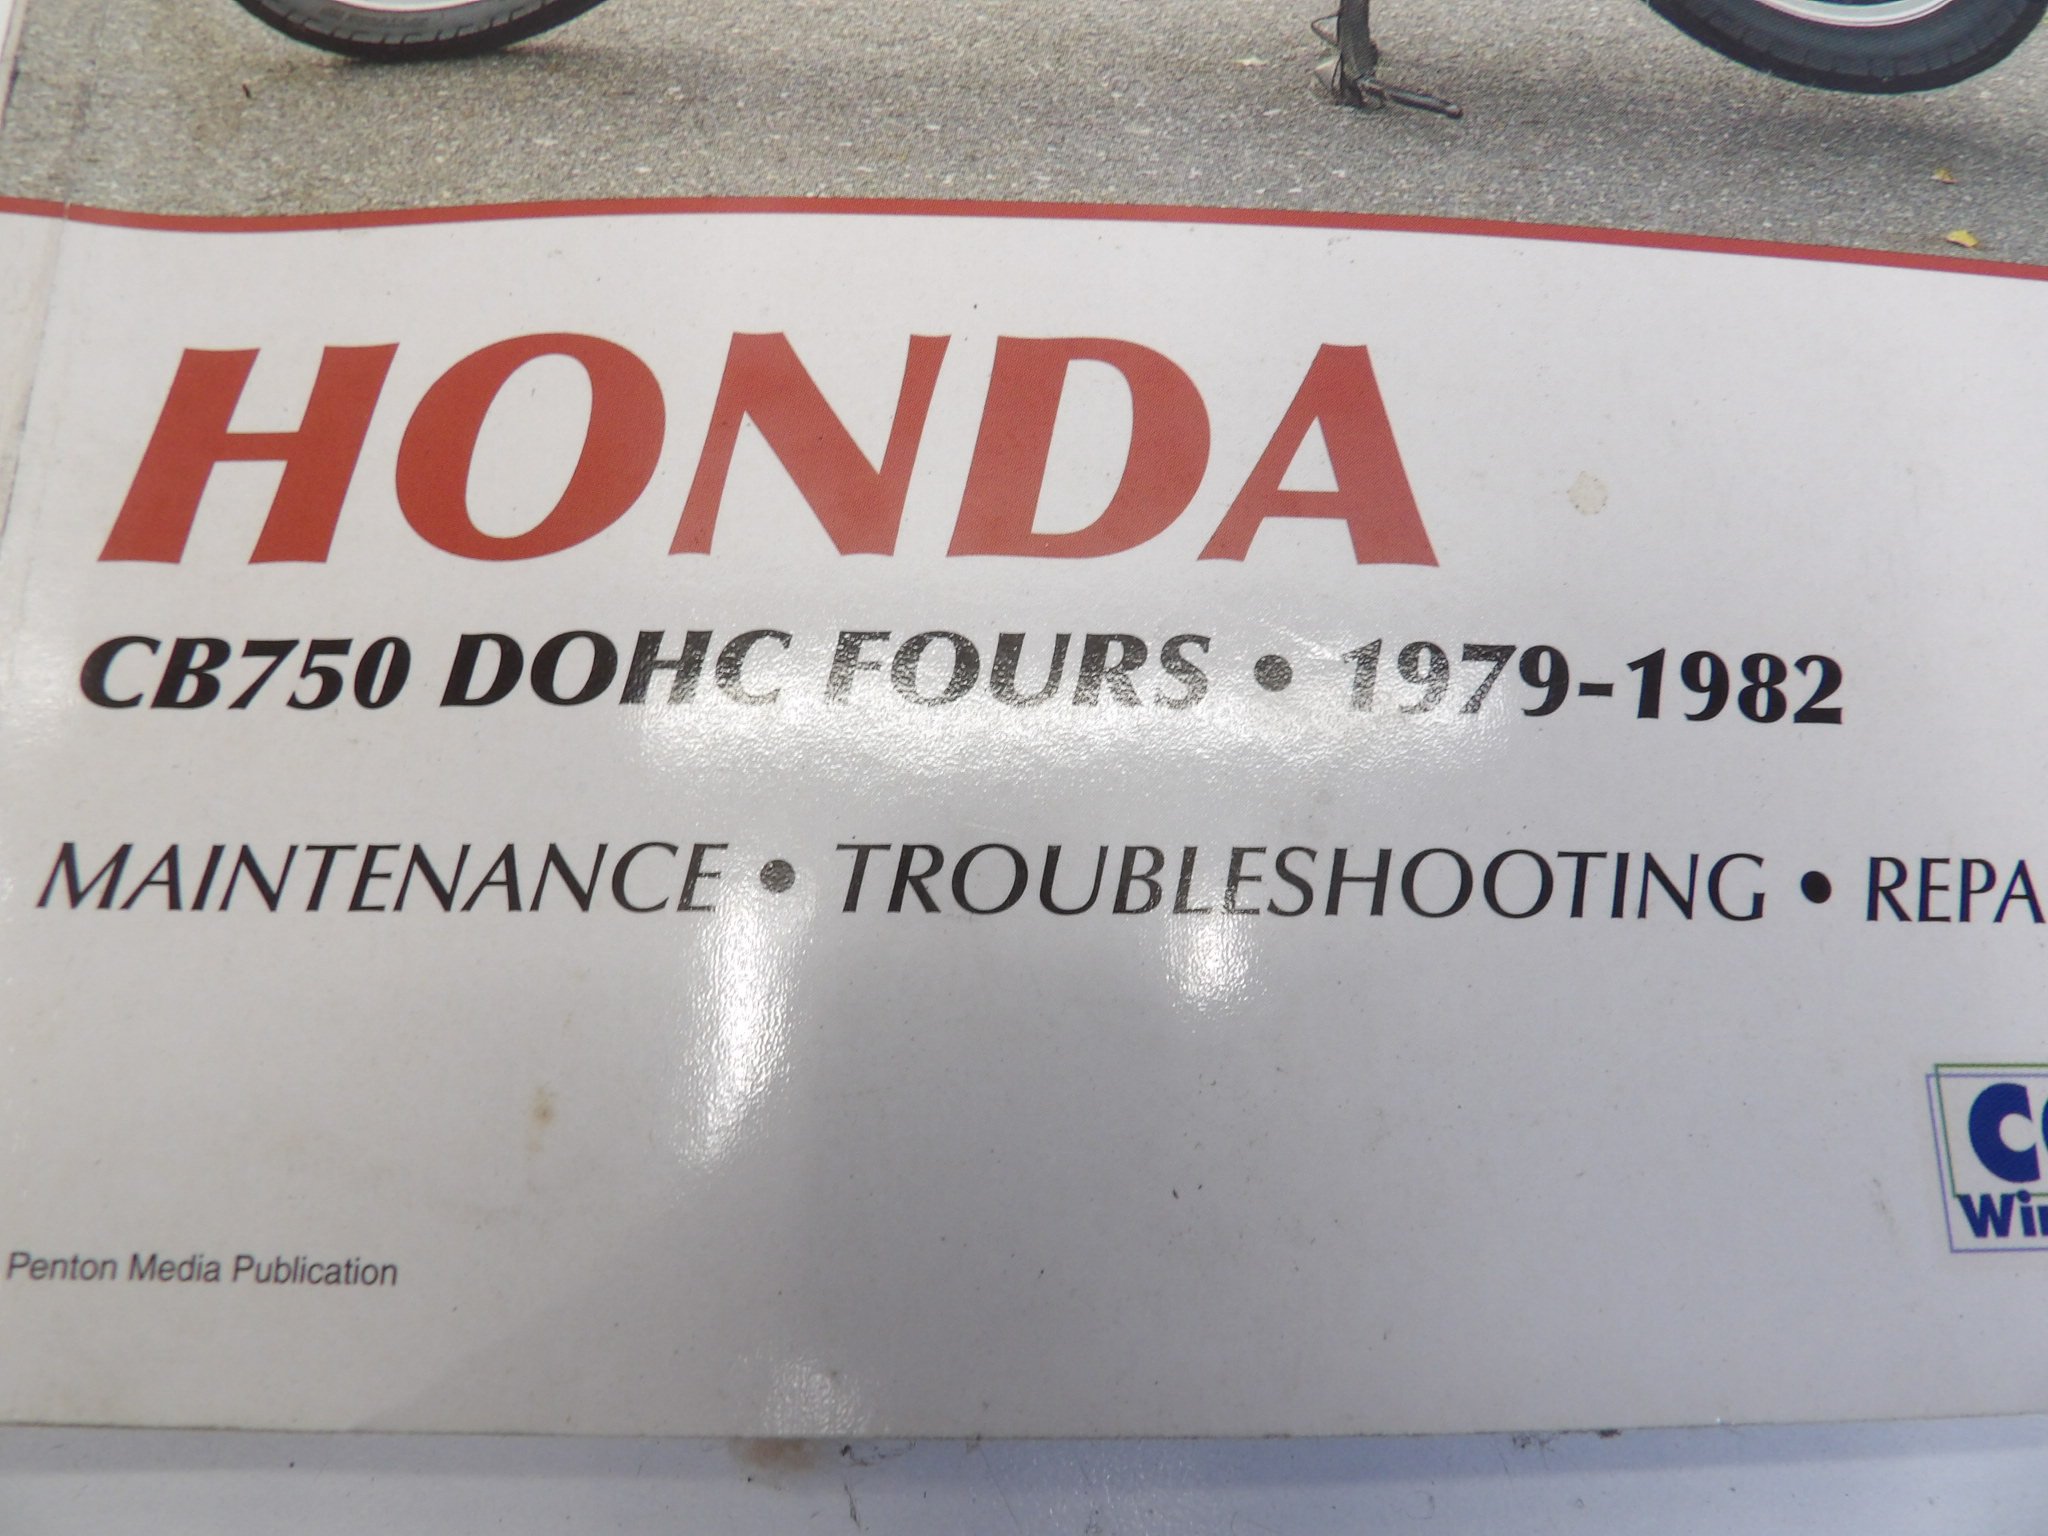 HONDA
CB750 DOHC FOURS • 1979-1982
MAINTENANCE • TROUBLESHOOTING • REPA
Penton Media Publication